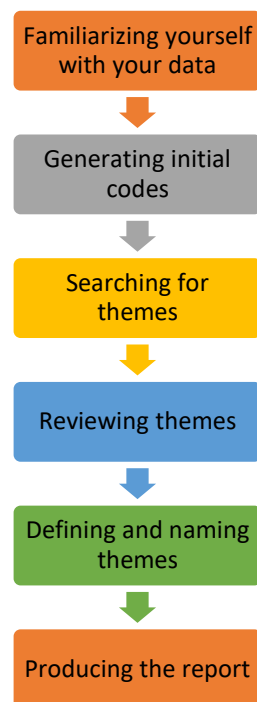 Familiarizing yourself
with your data
Generating initial
codes
Searching for
themes
Reviewing themes
Defining and naming
themes
Producing the report